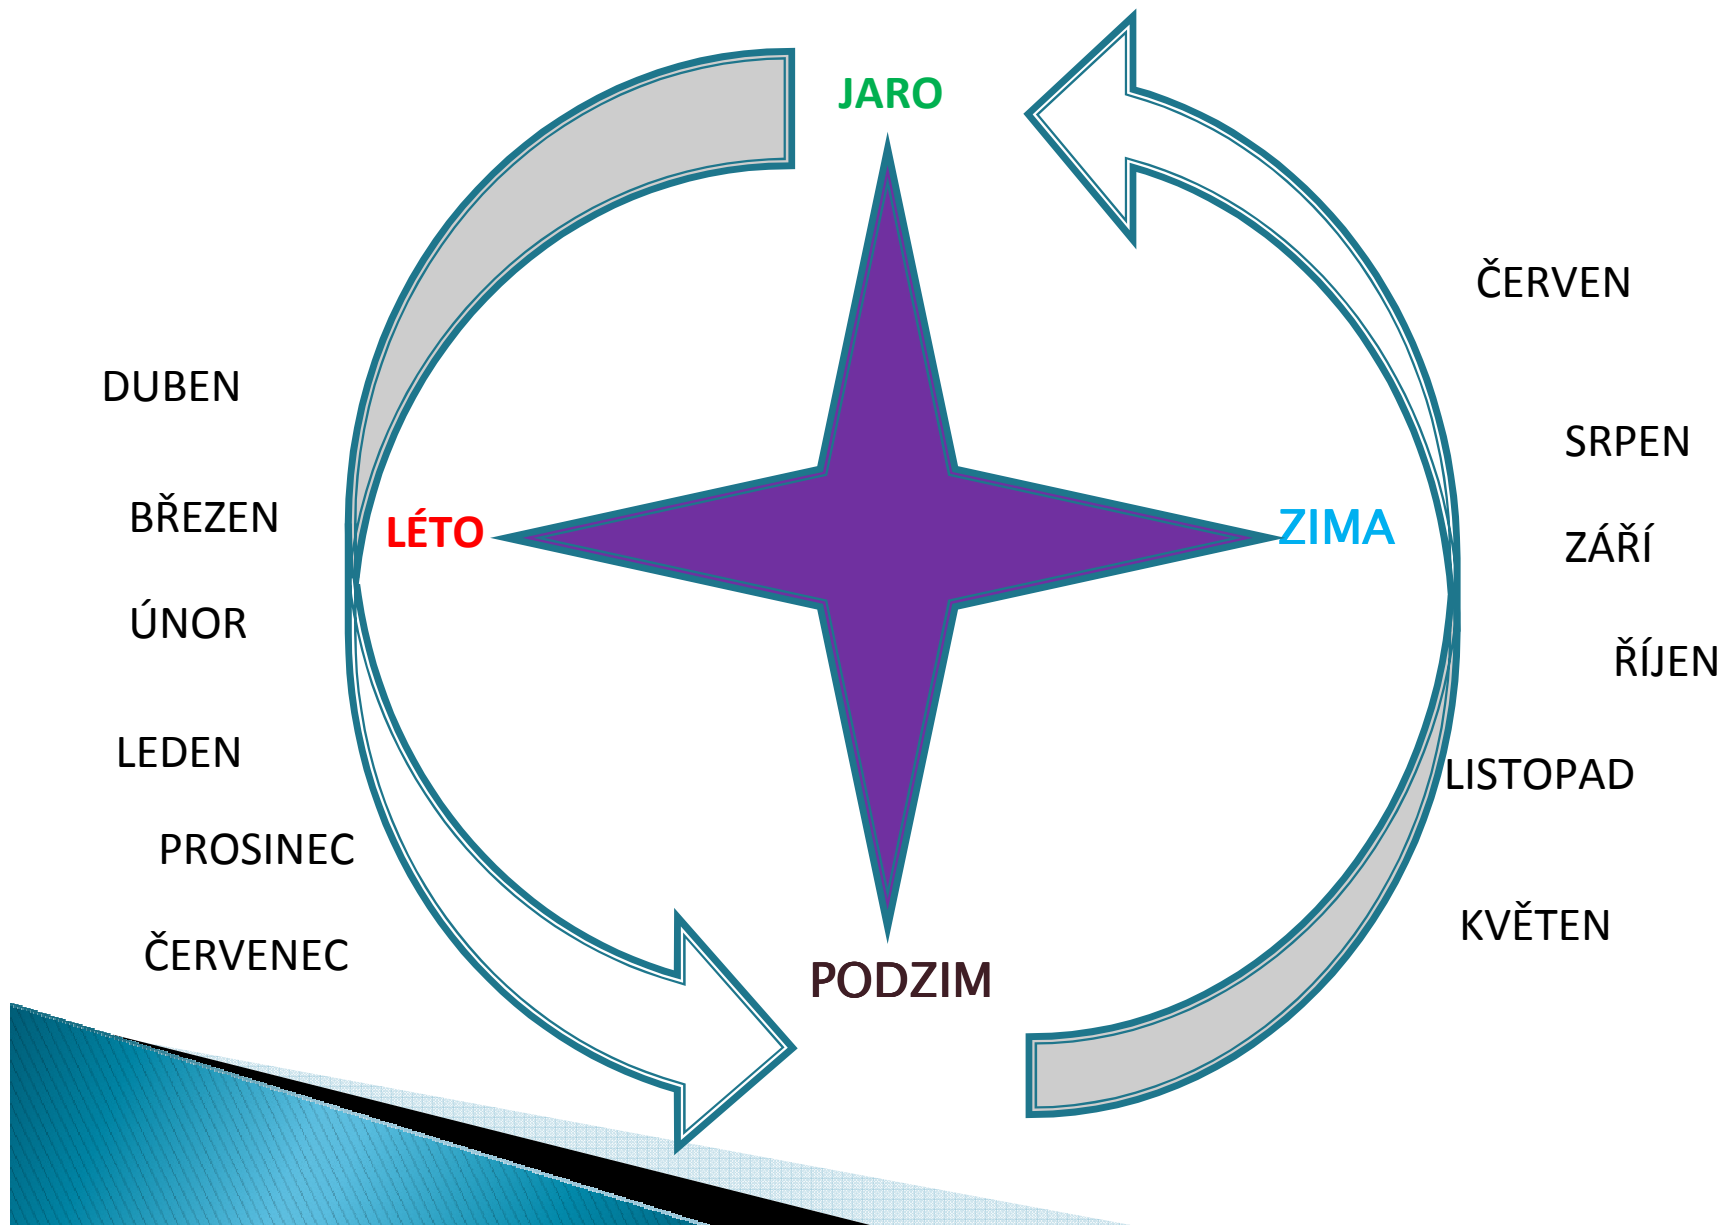 JARO
ČERVEN
DUBEN
SRPEN
BŘEZEN
LÉTO
ZIMA
ZÁŘÍ
ÚNOR
ŘÍJEN
LEDEN
LISTOPAD
PROSINEC
KVĚTEN
ČERVENEC
PODZIM